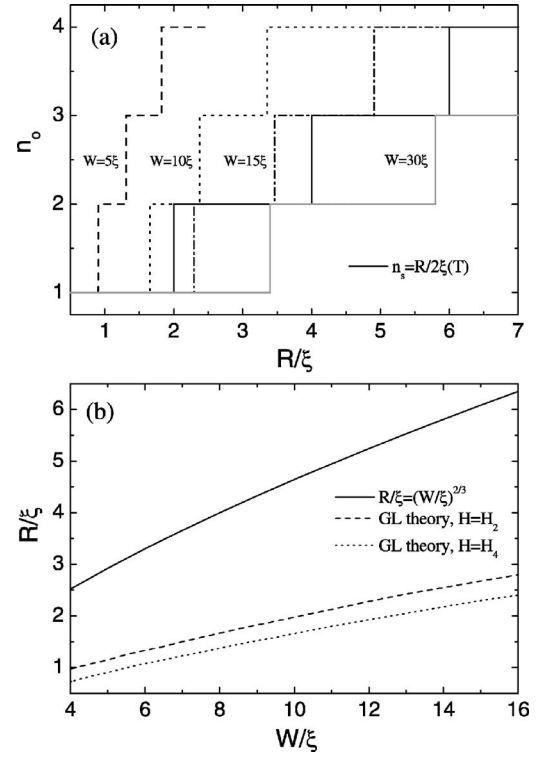 (a)
4
3
2
1
n₀
W=5ξ
W=10ξ
W=15ξ
W=30ξ
nₛ=R/2ξ(T)
1 2 3 4 5 6 7
R/ξ
(b)
6
5
4
3
2
1
R/ξ
R/ξ=(W/ξ)^{2/3}
GL theory, H=H₂
GL theory, H=H₄
4 6 8 10 12 14 16
W/ξ